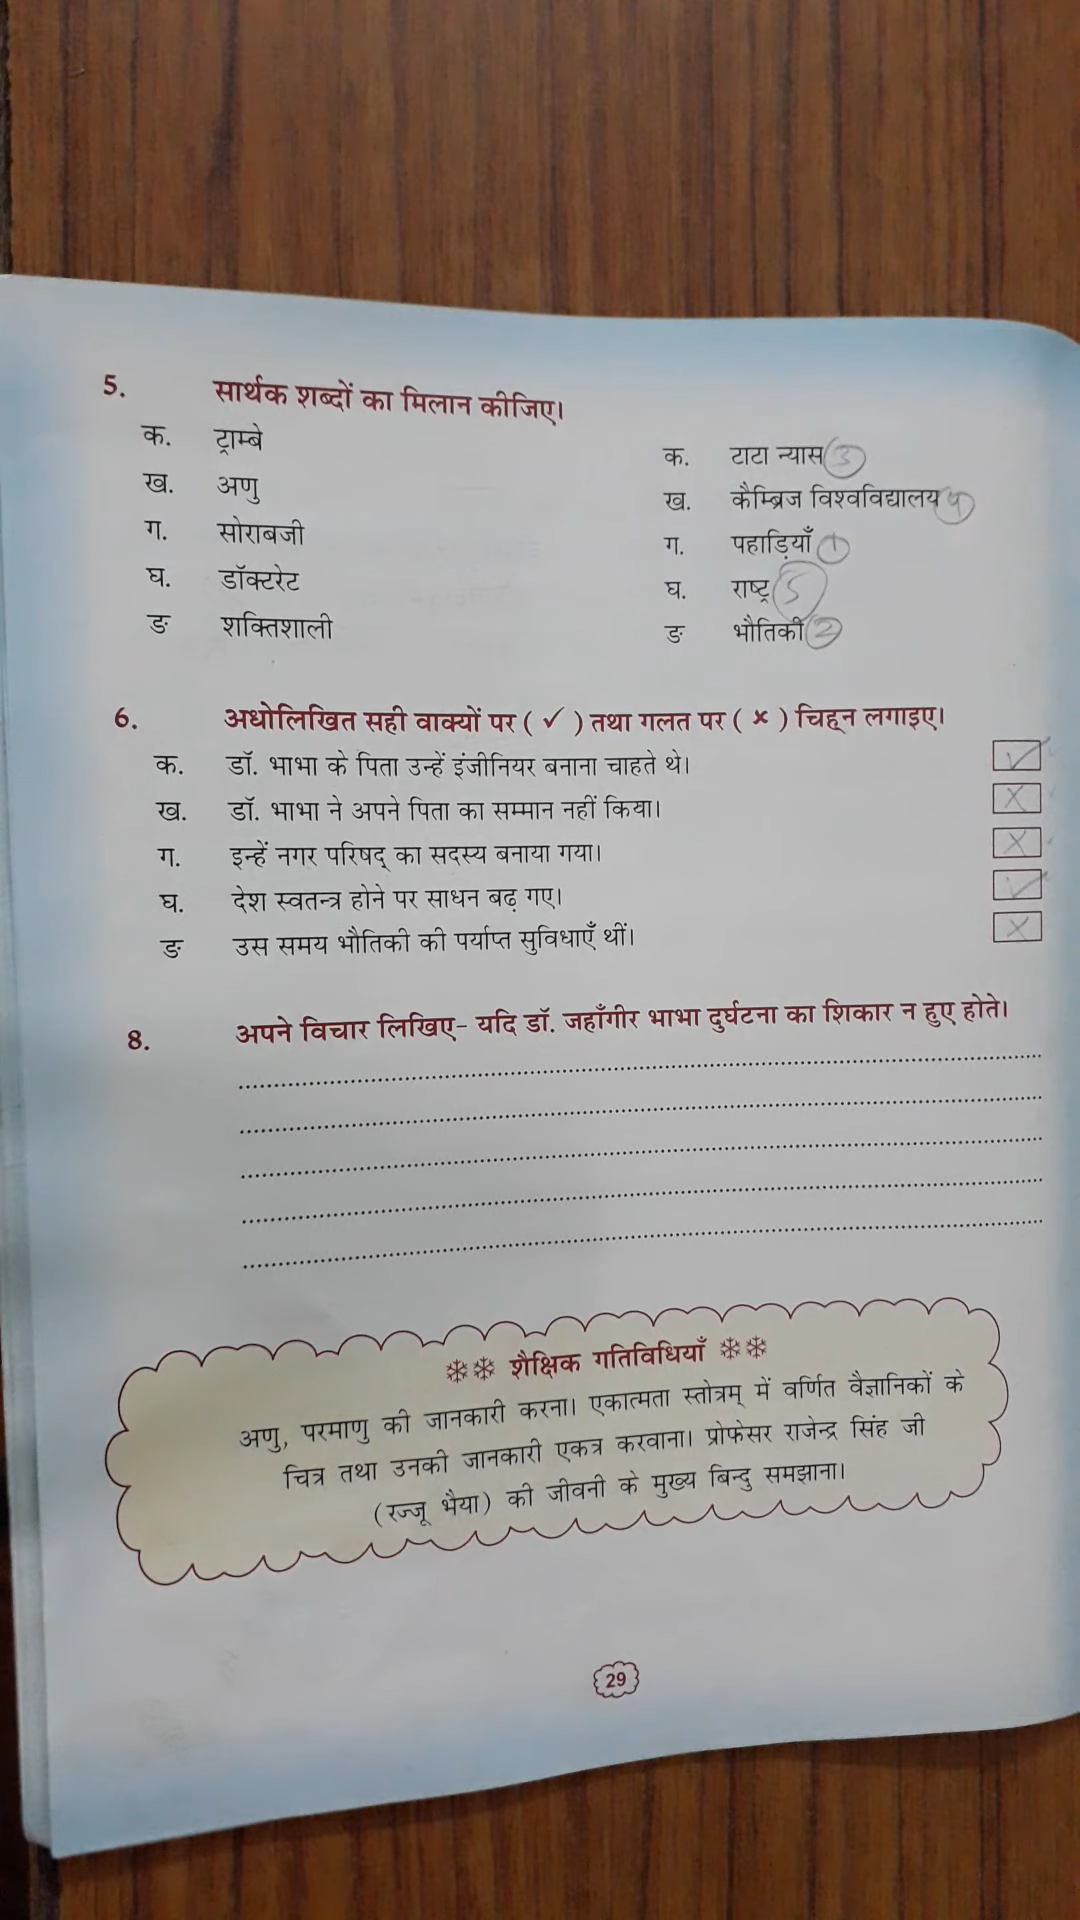 5. सार्थक शब्दों का मिलान कीजिए।
क. ट्राम्बे क. टाटा न्यास 3
ख. अणु ख. कैम्ब्रिज विश्वविद्यालय 4
ग. सोराबजी ग. पहाड़ियाँ 1
घ. डॉक्टरेट घ. राष्ट्र 5
ङ शक्तिशाली ङ भौतिकी 2
6. अधोलिखित सही वाक्यों पर ( ✓ ) तथा गलत पर ( × ) चिह्न लगाइए।
क. डॉ. भाभा के पिता उन्हें इंजीनियर बनाना चाहते थे। ✓
ख. डॉ. भाभा ने अपने पिता का सम्मान नहीं किया। ×
ग. इन्हें नगर परिषद् का सदस्य बनाया गया। ×
घ. देश स्वतन्त्र होने पर साधन बढ़ गए। ✓
ङ उस समय भौतिकी की पर्याप्त सुविधाएँ थीं। ×
8. अपने विचार लिखिए- यदि डॉ. जहाँगीर भाभा दुर्घटना का शिकार न हुए होते।
❄❄ शैक्षिक गतिविधियाँ ❄❄
अणु, परमाणु की जानकारी करना। एकात्मता स्तोत्रम् में वर्णित वैज्ञानिकों के
चित्र तथा उनकी जानकारी एकत्र करवाना। प्रोफेसर राजेन्द्र सिंह जी
(रज्जू भैया) की जीवनी के मुख्य बिन्दु समझाना।
29